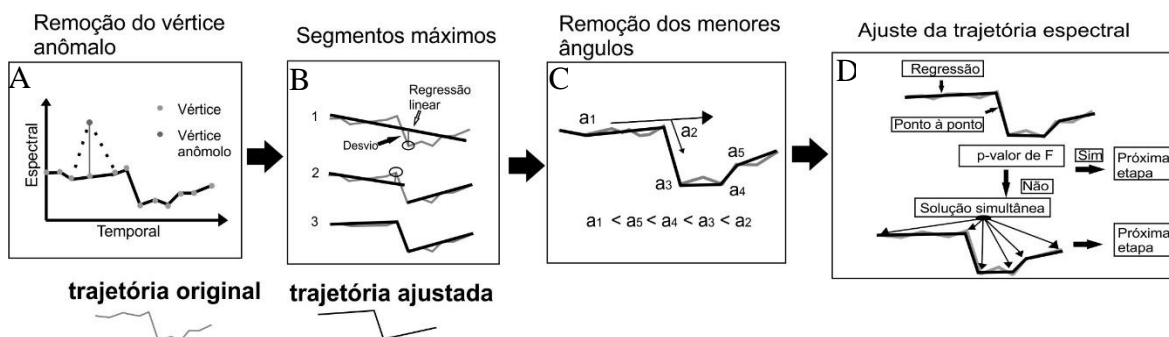 Remoção do vértice
anômalo
A
Vértice
Vértice
anômolo
Espectral
Temporal
Segmentos máximos
B
1
Regressão
linear
Desvio
2
3
Remoção dos menores
ângulos
C
a1
a2
a3
a5
a4
a1 < a5 < a4 < a3 < a2
Ajuste da trajetória espectral
D
Regressão
Ponto à ponto
p-valor de F
Sim
Próxima
etapa
Não
Solução simultânea
Próxima
etapa
trajetória original
trajetória ajustada